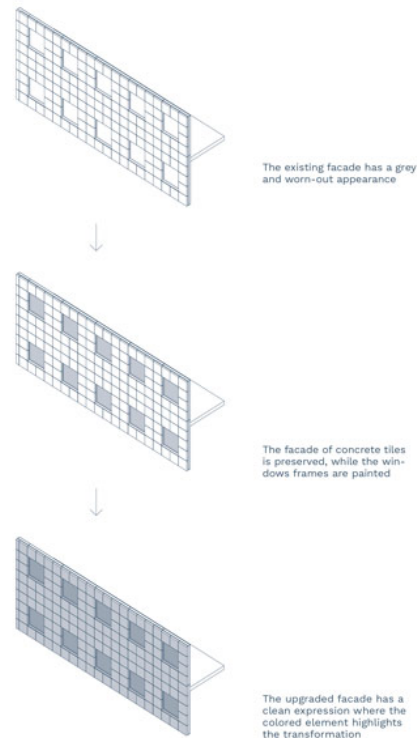 The existing facade has a grey
and worn-out appearance
The facade of concrete tiles
is preserved, while the win-
dows frames are painted
The upgraded facade has a
clean expression where the
colored element highlights
the transformation